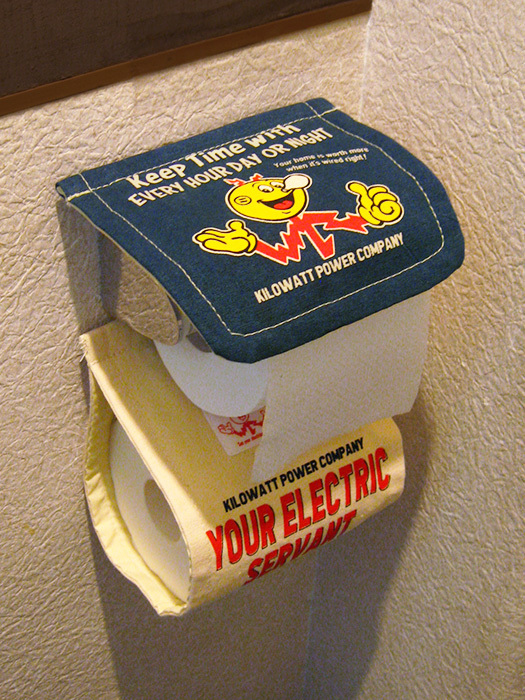 Keep Time with
EVERY HOUR DAY OR NIGHT
Your home is worth more
when it's wired right!
KILOWATT POWER COMPANY
KILOWATT POWER COMPANY
YOUR ELECTRIC
SERVANT